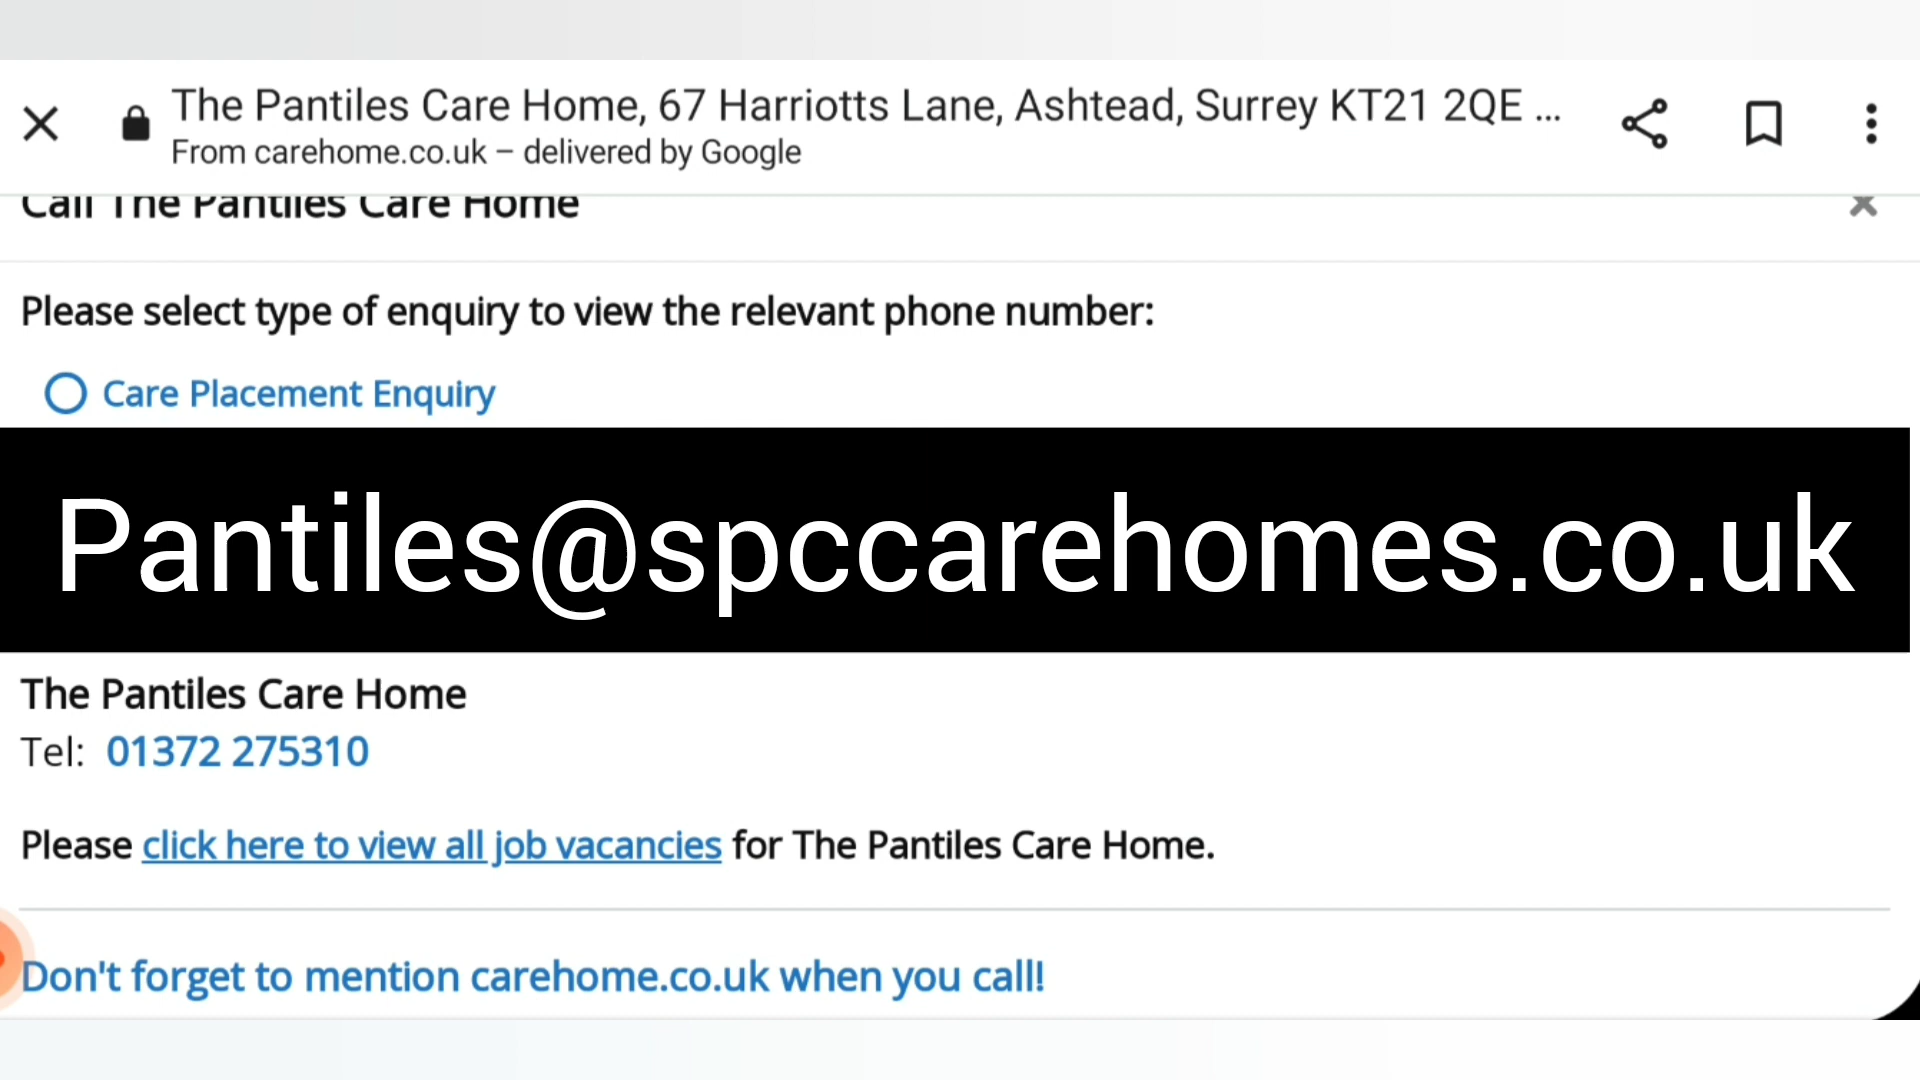 The Pantiles Care Home, 67 Harriotts Lane, Ashtead, Surrey KT21 2QE ...
From carehome.co.uk – delivered by Google
Call The Pantiles Care Home
Please select type of enquiry to view the relevant phone number:
Care Placement Enquiry
Pantiles@spccarehomes.co.uk
The Pantiles Care Home
Tel: 01372 275310
Please click here to view all job vacancies for The Pantiles Care Home.
Don't forget to mention carehome.co.uk when you call!